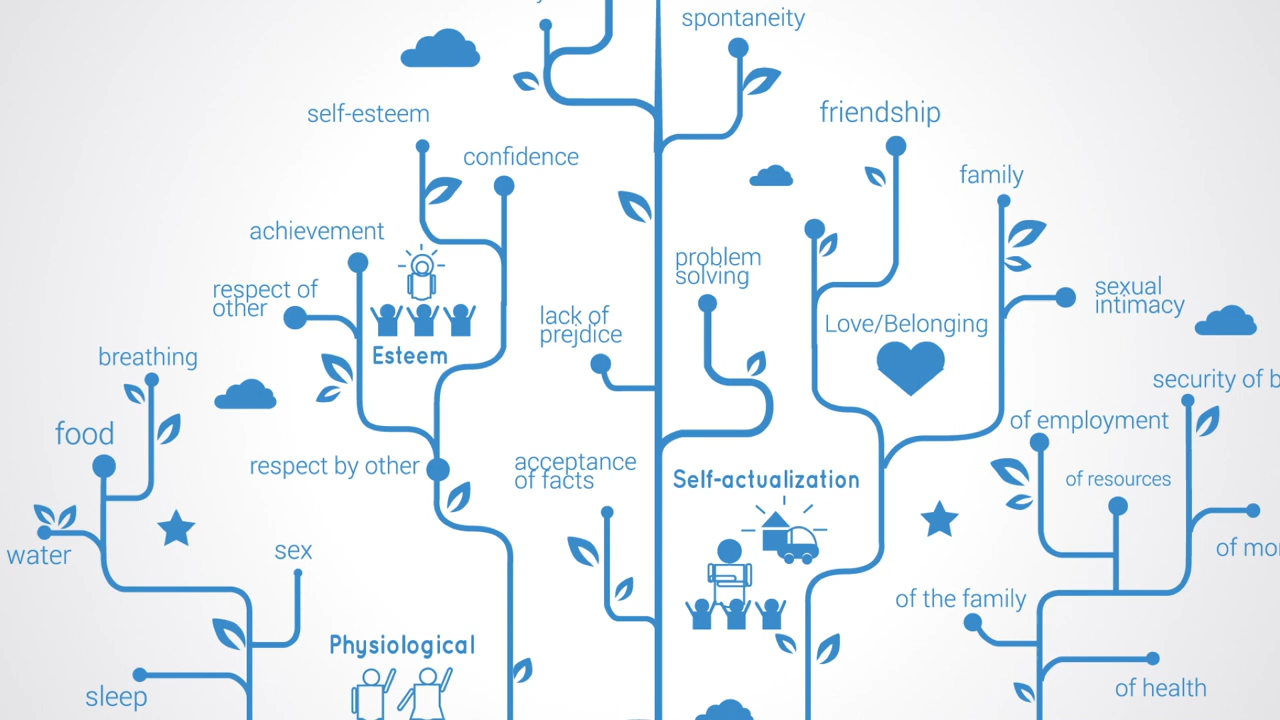 spontaneity
self-esteem
friendship
confidence
family
achievement
problem
solving
respect of
other
sexual
intimacy
lack of
prejdice
Love/Belonging
Esteem
breathing
security of b
food
of employment
respect by other
acceptance
of facts
Self-actualization
of resources
water
sex
of mor
of the family
Physiological
sleep
of health